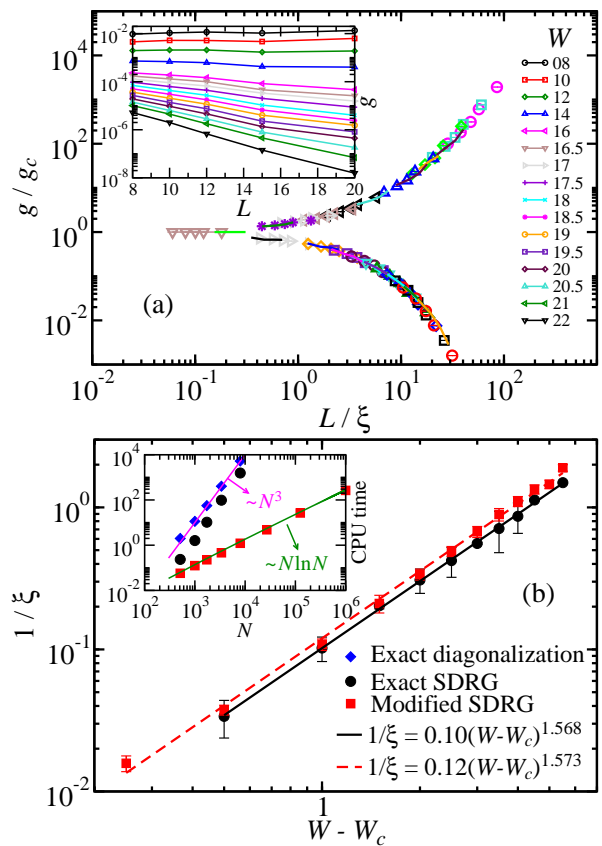 10^4
10^2
10^0
10^-2
g / g_c
10^-2
10^-1
10^0
10^1
10^2
L / ξ
(a)
10^0
10^-2
10^-4
10^-6
10^-8
g
8
10
12
14
16
18
20
L
W
08
10
12
14
16
16.5
17
17.5
18
18.5
19
19.5
20
20.5
21
22
10^4
10^2
10^0
10^-2
CPU time
~N^3
~N ln N
10^2
10^3
10^4
10^5
10^6
N
(b)
10^0
10^-1
10^-2
1 / ξ
Exact diagonalization
Exact SDRG
Modified SDRG
1/ξ = 0.10(W-W_c)^1.568
1/ξ = 0.12(W-W_c)^1.573
1
W - W_c